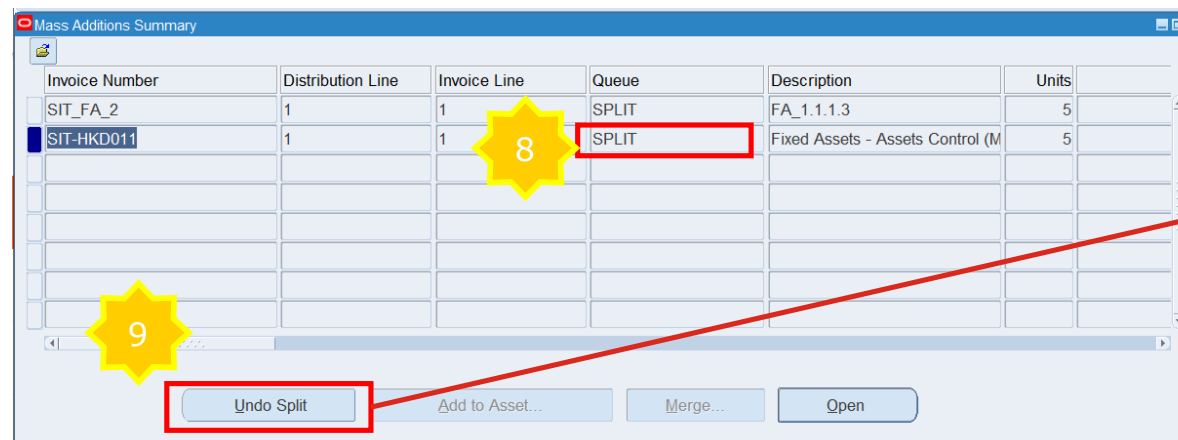 Mass Additions Summary
Invoice Number Distribution Line Invoice Line Queue Description Units
SIT_FA_2 1 1 SPLIT FA_1.1.1.3 5
SIT-HKD011 1 1 SPLIT Fixed Assets - Assets Control (M 5
8
9
Undo Split Add to Asset... Merge... Open